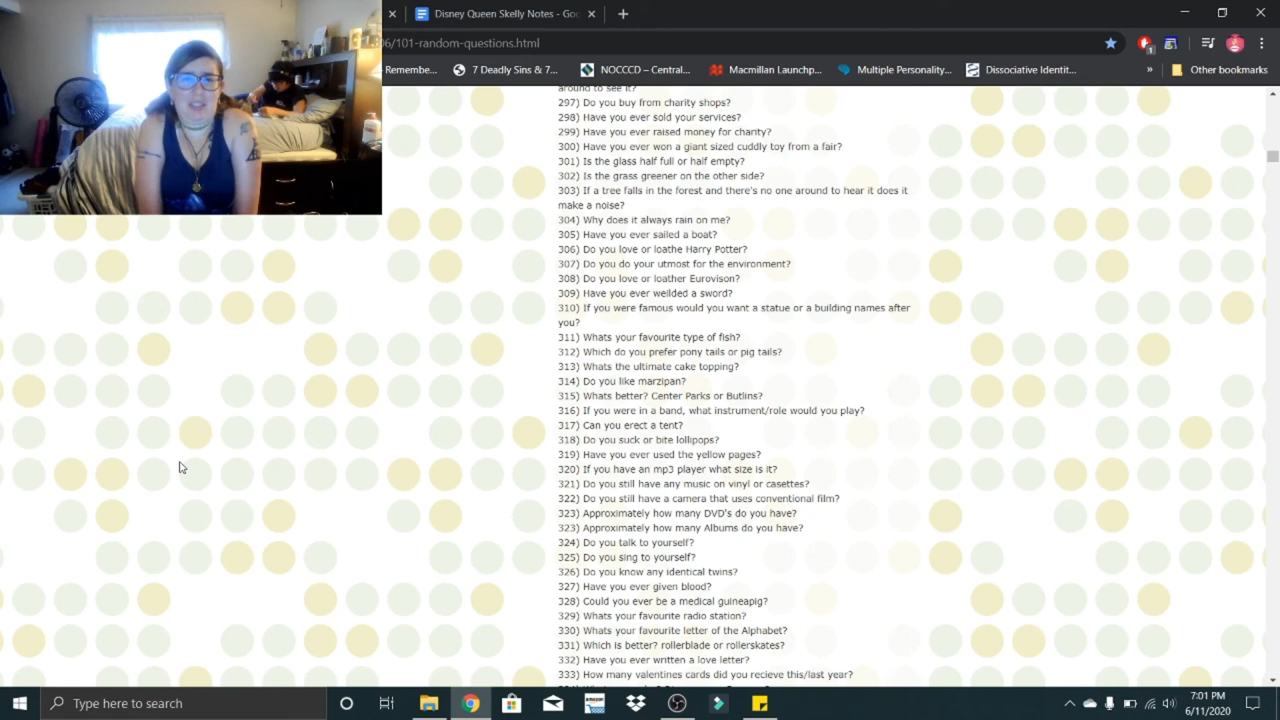 Disney Queen Skelly Notes - Goo
06/101-random-questions.html
Remembe...
7 Deadly Sins & 7...
NOCCCD – Central...
Macmillan Launchp...
Multiple Personality...
Dissociative Identit...
»
Other bookmarks
around to see it?
297) Do you buy from charity shops?
298) Have you ever sold your services?
299) Have you ever raised money for charity?
300) Have you ever won a giant sized cuddly toy from a fair?
301) Is the glass half full or half empty?
302) Is the grass greener on the other side?
303) If a tree falls in the forest and there's no one around to hear it does it
make a noise?
304) Why does it always rain on me?
305) Have you ever sailed a boat?
306) Do you love or loathe Harry Potter?
307) Do you do your utmost for the environment?
308) Do you love or loather Eurovison?
309) Have you ever weilded a sword?
310) If you were famous would you want a statue or a building names after
you?
311) Whats your favourite type of fish?
312) Which do you prefer pony tails or pig tails?
313) Whats the ultimate cake topping?
314) Do you like marzipan?
315) Whats better? Center Parks or Butlins?
316) If you were in a band, what instrument/role would you play?
317) Can you erect a tent?
318) Do you suck or bite lollipops?
319) Have you ever used the yellow pages?
320) If you have an mp3 player what size is it?
321) Do you still have any music on vinyl or casettes?
322) Do you still have a camera that uses conventional film?
323) Approximately how many DVD's do you have?
323) Approximately how many Albums do you have?
324) Do you talk to yourself?
325) Do you sing to yourself?
326) Do you know any identical twins?
327) Have you ever given blood?
328) Could you ever be a medical guineapig?
329) Whats your favourite radio station?
330) Whats your favourite letter of the Alphabet?
331) Which is better? rollerblade or rollerskates?
332) Have you ever written a love letter?
333) How many valentines cards did you recieve this/last year?
Type here to search
7:01 PM
6/11/2020